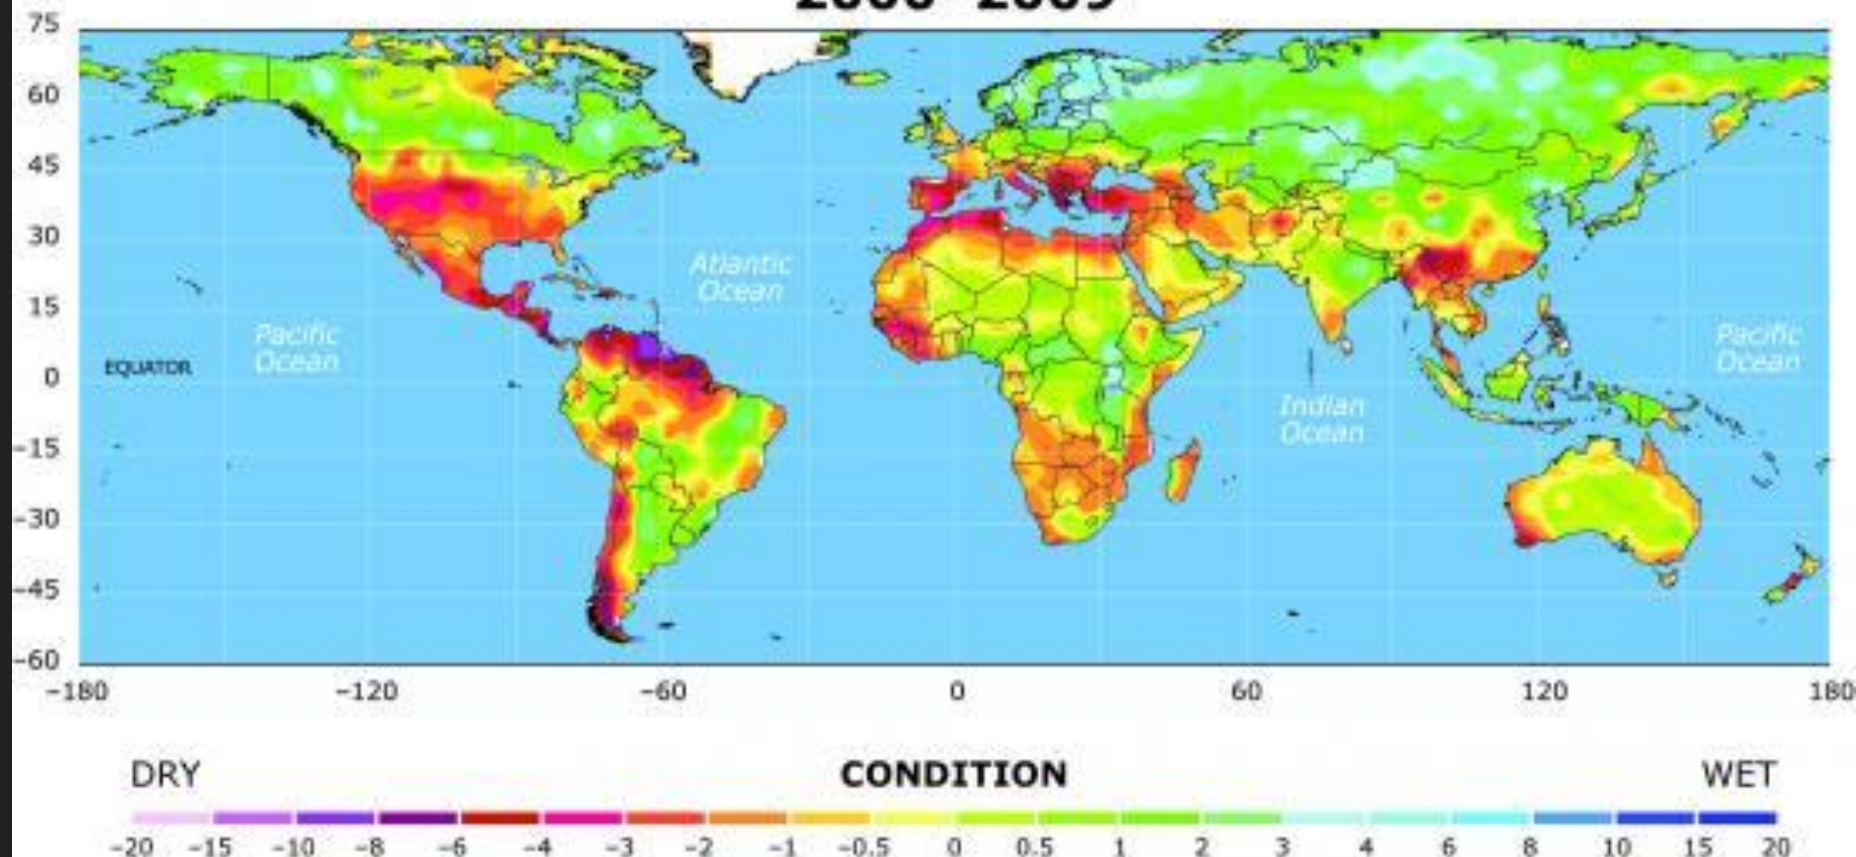 75
60
45
30
15
0
–15
–30
–45
–60
Atlantic
Ocean
Pacific
Ocean
EQUATOR
Pacific
Ocean
Indian
Ocean
–180 –120 –60 0 60 120 180
DRY CONDITION WET
–20 –15 –10 –8 –6 –4 –3 –2 –1 –0.5 0 0.5 1 2 3 4 6 8 10 15 20